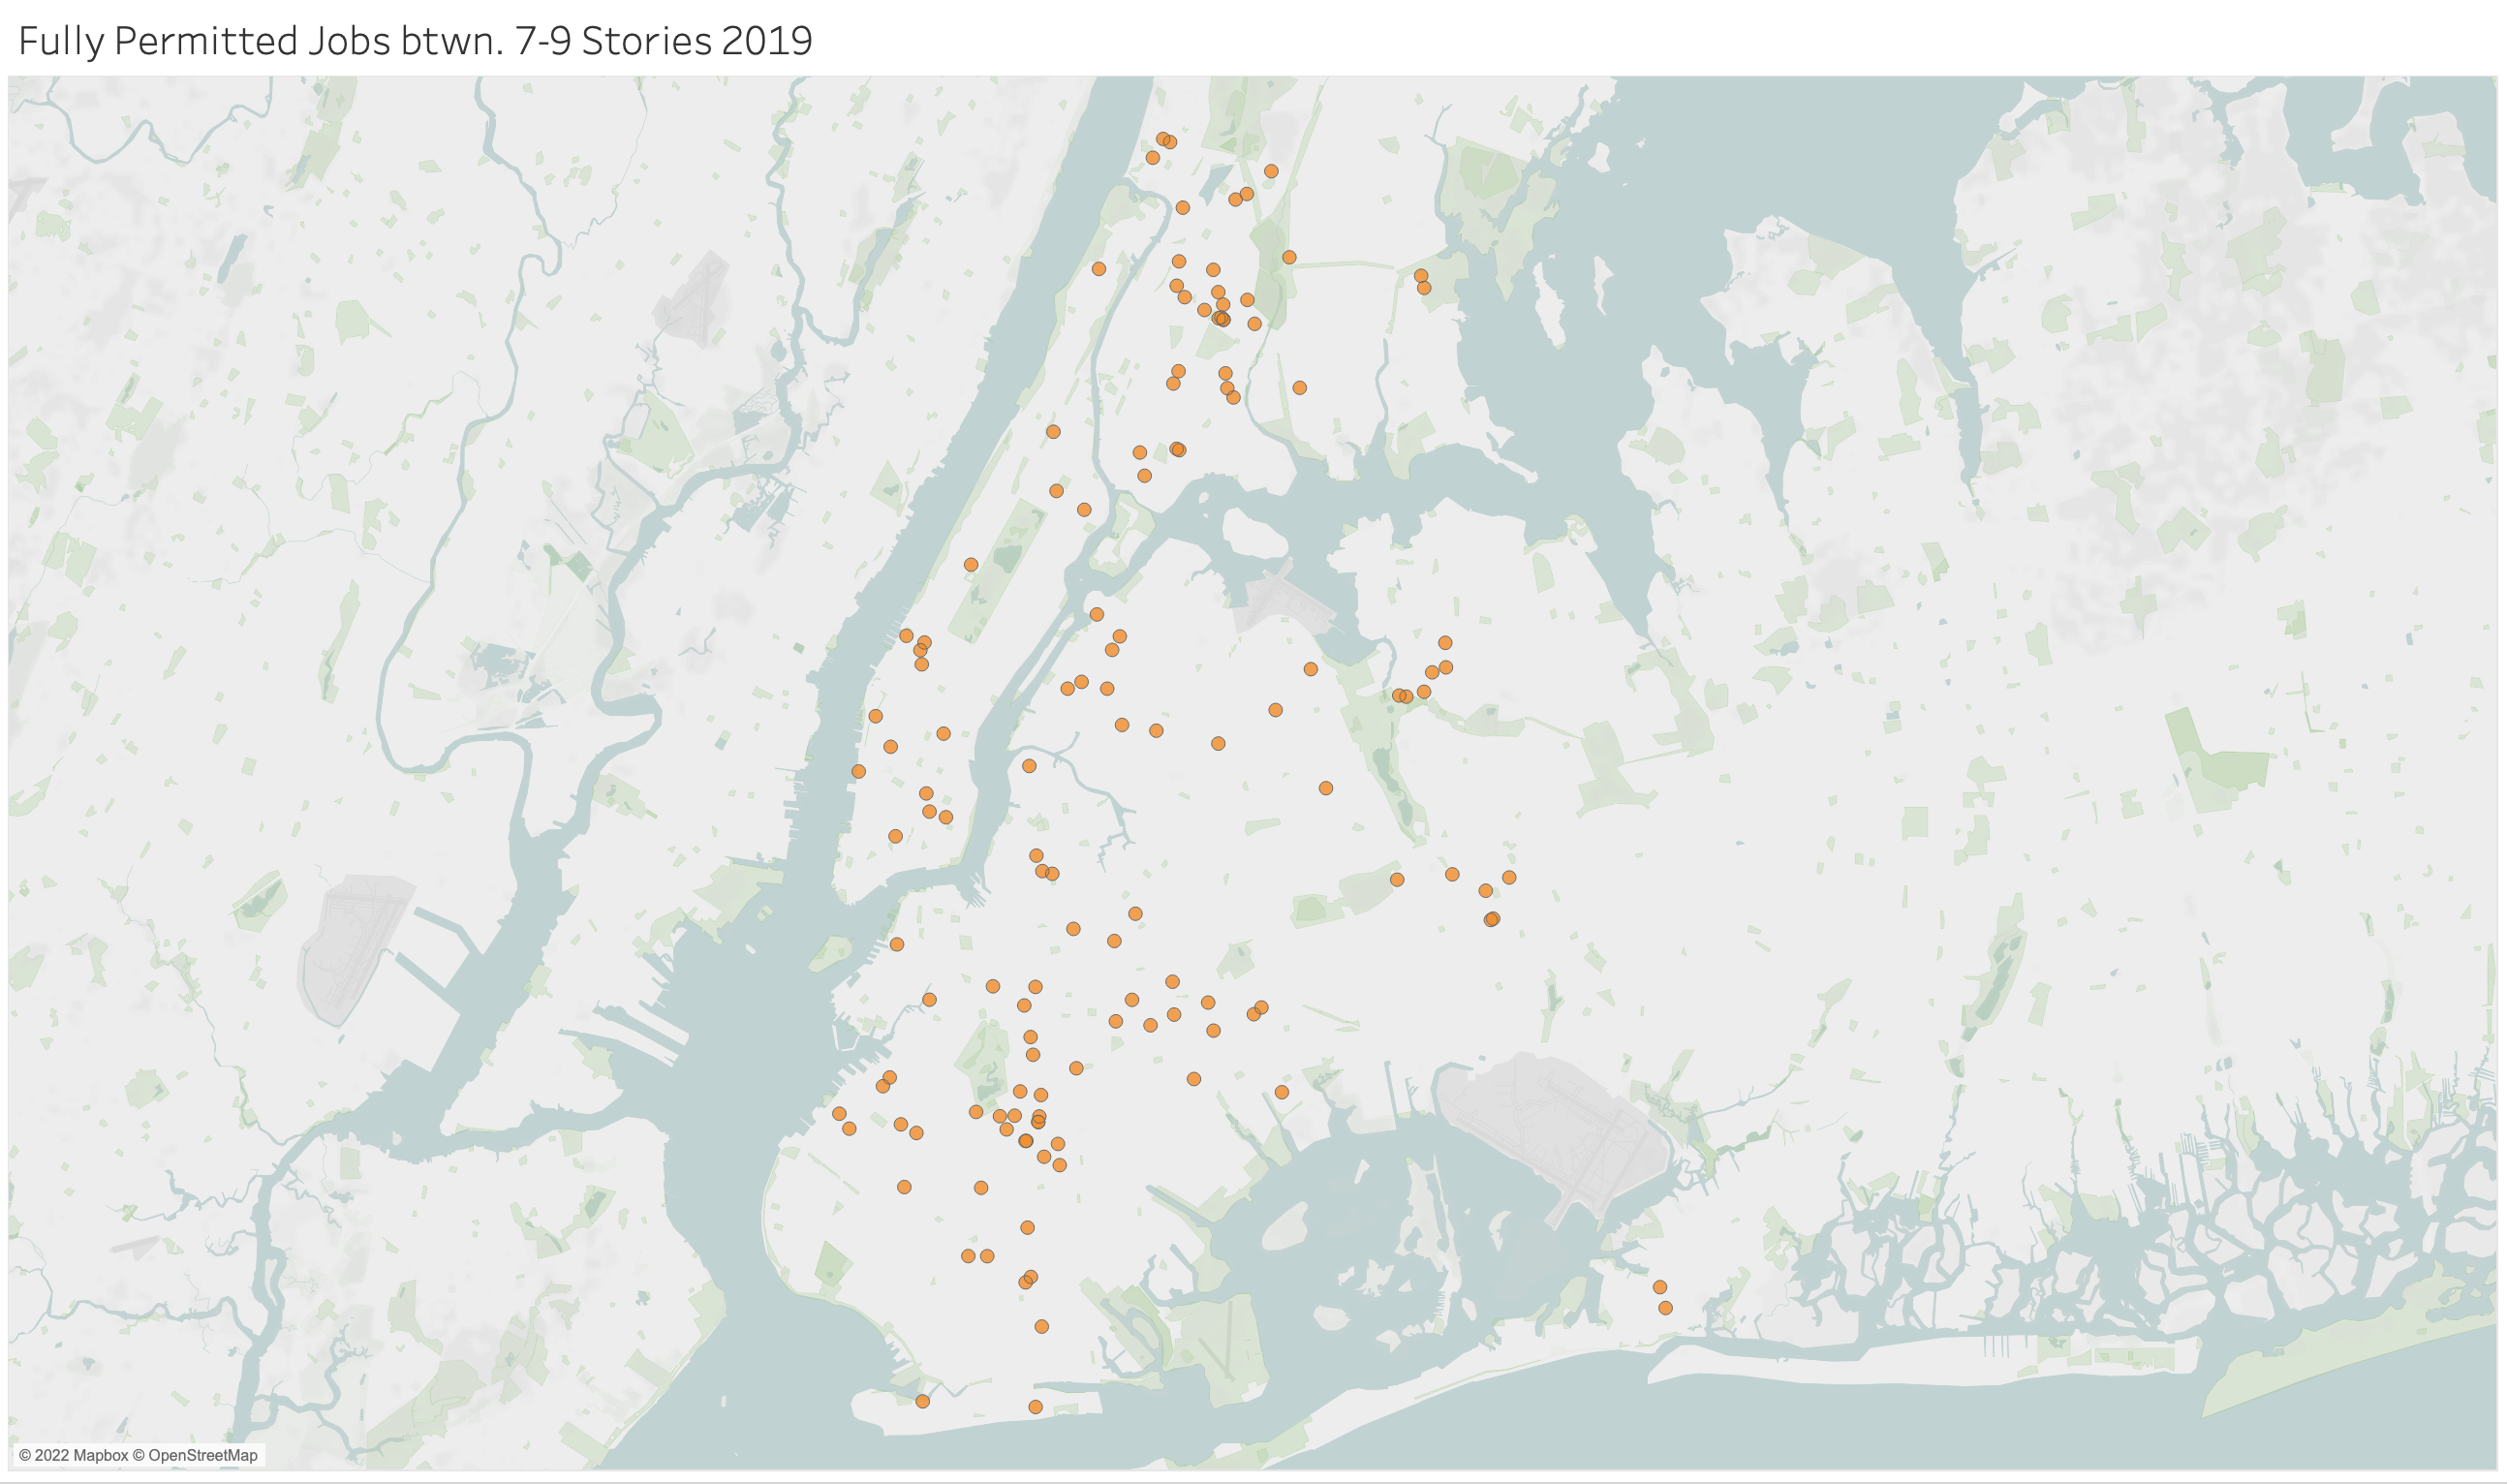 Fully Permitted Jobs btwn. 7-9 Stories 2019
© 2022 Mapbox © OpenStreetMap